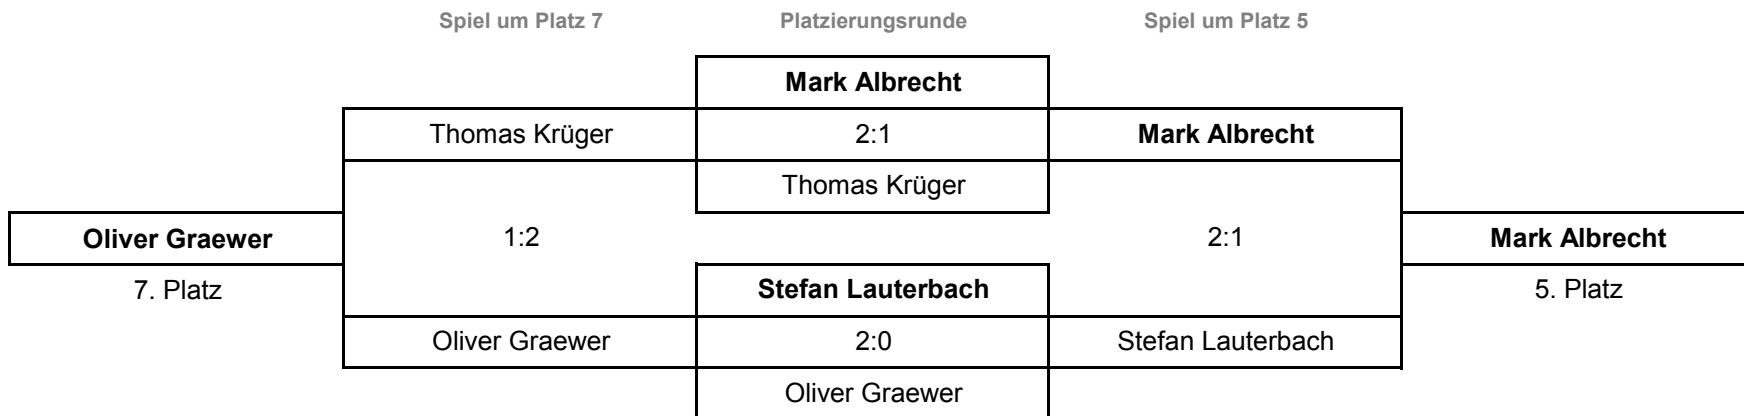 Spiel um Platz 7 Platzierungsrunde Spiel um Platz 5
Mark Albrecht
Thomas Krüger 2:1 Mark Albrecht
Thomas Krüger
Oliver Graewer 1:2 2:1 Mark Albrecht
7. Platz Stefan Lauterbach 5. Platz
Oliver Graewer 2:0 Stefan Lauterbach
Oliver Graewer